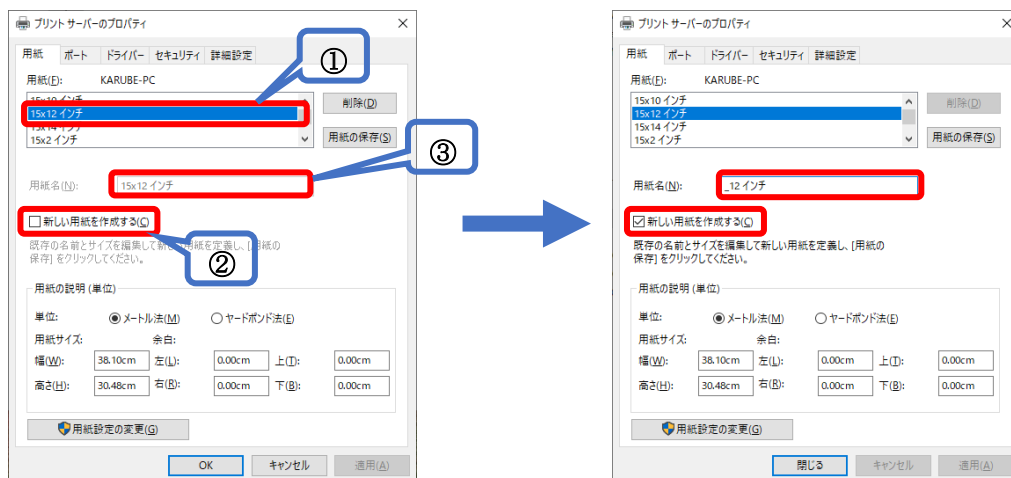 プリント サーバーのプロパティ
用紙 ポート ドライバー セキュリティ 詳細設定
①
用紙(F): KARUBE-PC
15x10 インチ
15x12 インチ
15x14 インチ
15x2 インチ
削除(D)
用紙の保存(S)
③
用紙名(N): 15x12 インチ
新しい用紙を作成する(C)
既存の名前とサイズを編集して新しい用紙を定義し、[用紙の
保存] をクリックしてください。
②
用紙の説明 (単位)
単位: メートル法(M) ヤードポンド法(E)
用紙サイズ: 余白:
幅(W): 38.10cm 左(L): 0.00cm 上(T): 0.00cm
高さ(H): 30.48cm 右(R): 0.00cm 下(B): 0.00cm
用紙設定の変更(G)
OK キャンセル 適用(A)
プリント サーバーのプロパティ
用紙 ポート ドライバー セキュリティ 詳細設定
用紙(F): KARUBE-PC
15x10 インチ
15x12 インチ
15x14 インチ
15x2 インチ
削除(D)
用紙の保存(S)
用紙名(N): _12 インチ
新しい用紙を作成する(C)
既存の名前とサイズを編集して新しい用紙を定義し、[用紙の
保存] をクリックしてください。
用紙の説明 (単位)
単位: メートル法(M) ヤードポンド法(E)
用紙サイズ: 余白:
幅(W): 38.10cm 左(L): 0.00cm 上(T): 0.00cm
高さ(H): 30.48cm 右(R): 0.00cm 下(B): 0.00cm
用紙設定の変更(G)
閉じる キャンセル 適用(A)